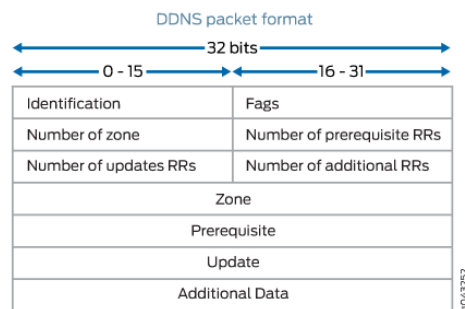 DDNS packet format
32 bits
0 - 15 16 - 31
Identification Fags
Number of zone Number of prerequisite RRs
Number of updates RRs Number of additional RRs
Zone
Prerequisite
Update
Additional Data